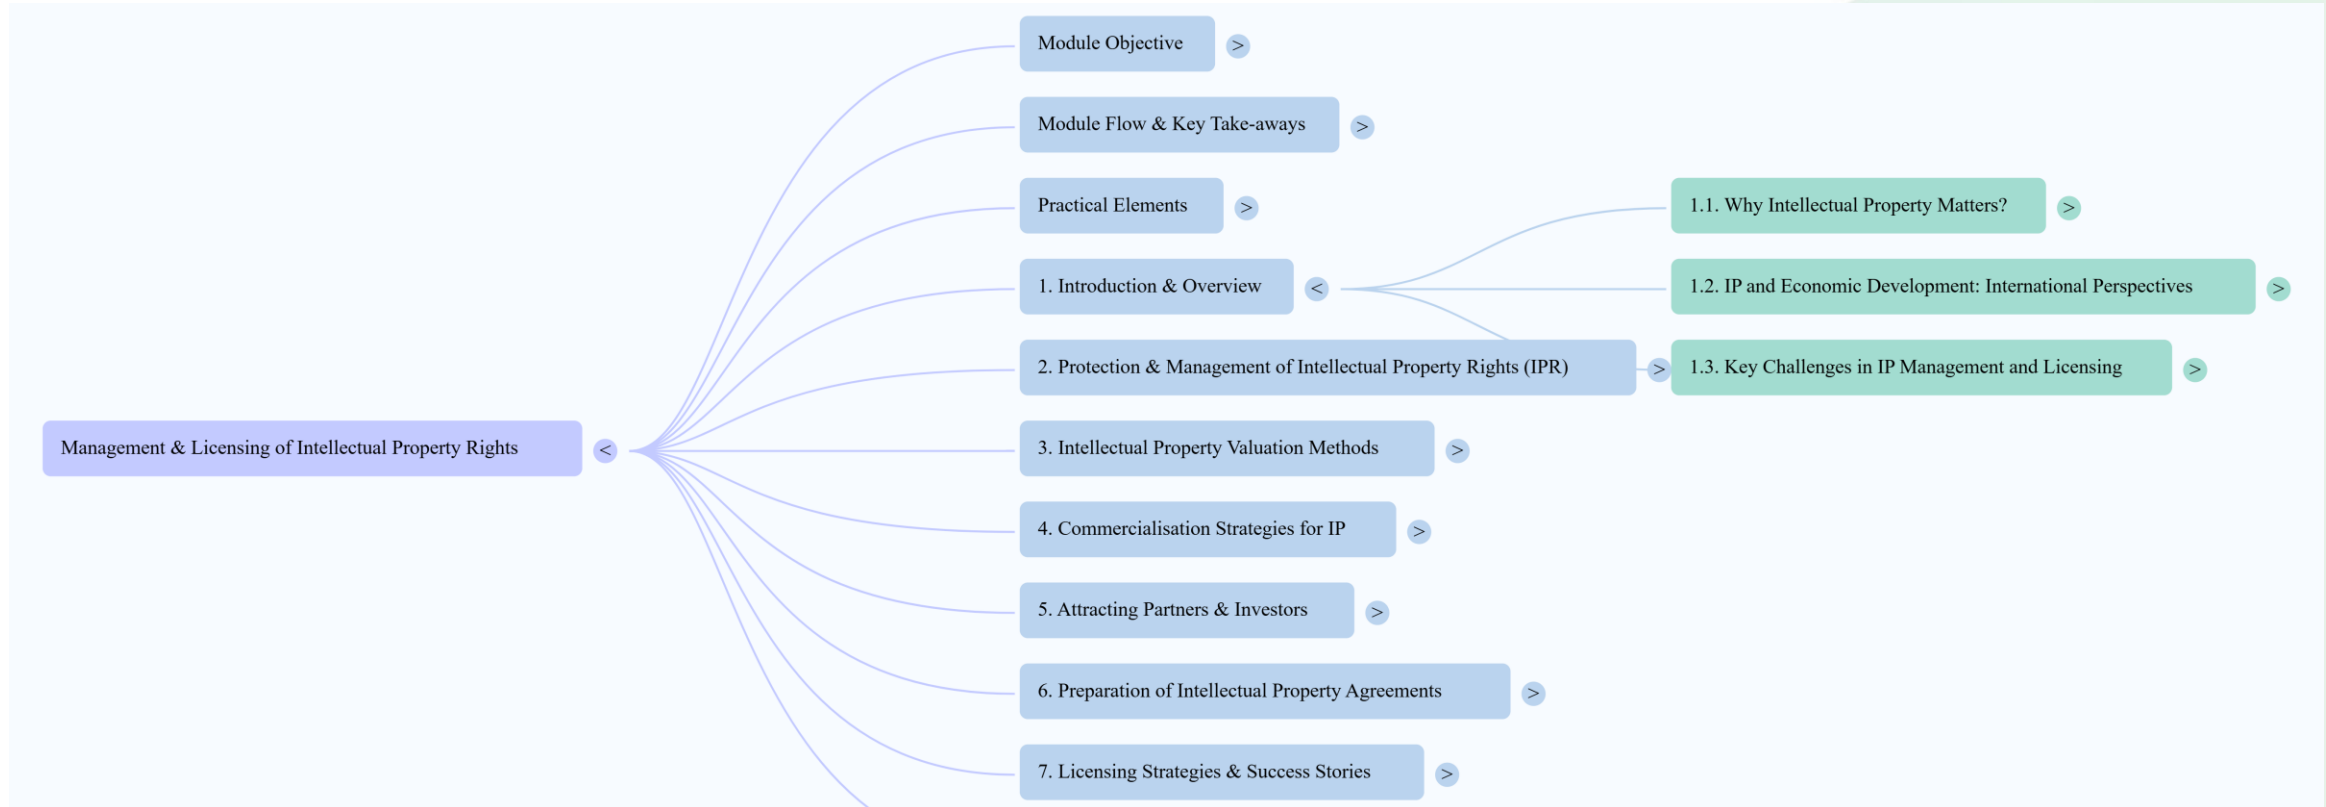 Module Objective
>
Module Flow & Key Take-aways
>
Practical Elements
>
1.1. Why Intellectual Property Matters?
>
1. Introduction & Overview
<
1.2. IP and Economic Development: International Perspectives
>
2. Protection & Management of Intellectual Property Rights (IPR)
>
1.3. Key Challenges in IP Management and Licensing
>
Management & Licensing of Intellectual Property Rights
<
3. Intellectual Property Valuation Methods
>
4. Commercialisation Strategies for IP
>
5. Attracting Partners & Investors
>
6. Preparation of Intellectual Property Agreements
>
7. Licensing Strategies & Success Stories
>